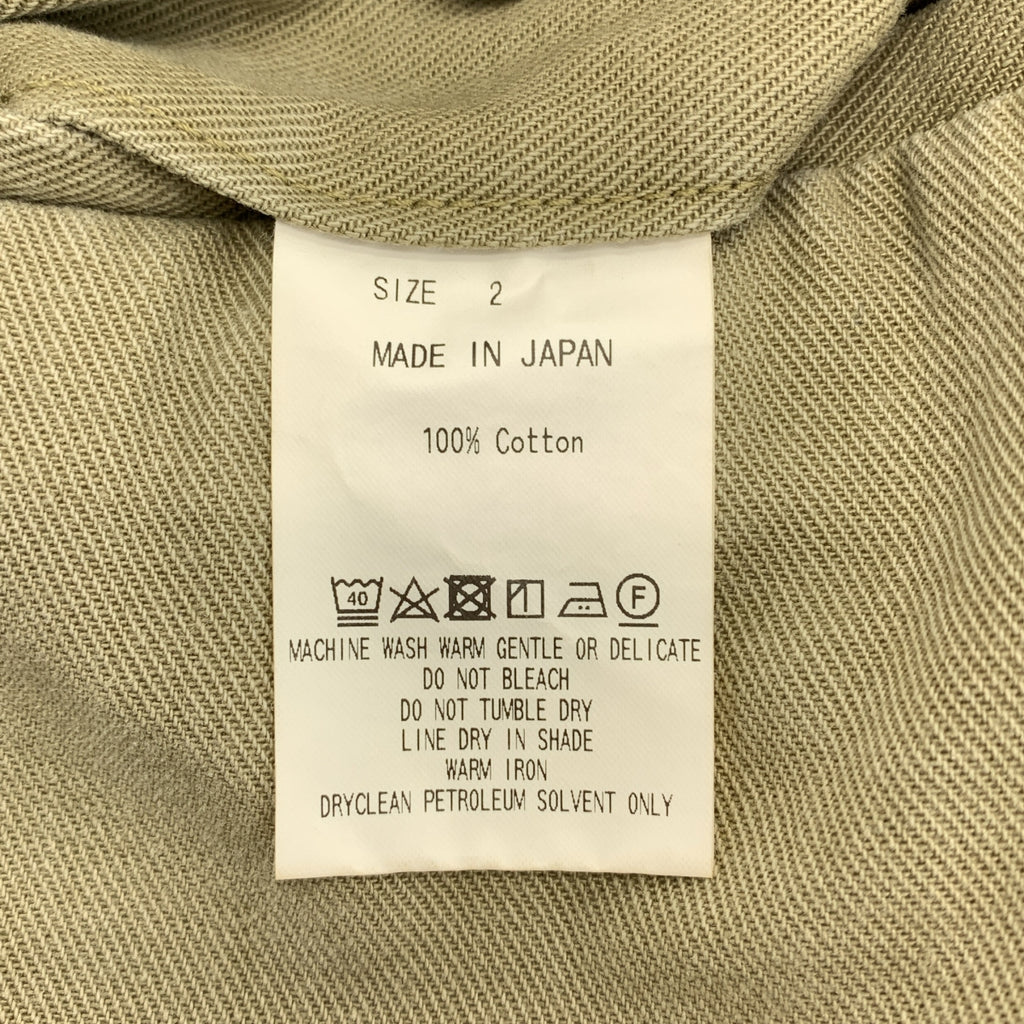 SIZE 2
MADE IN JAPAN
100% Cotton
40 F
MACHINE WASH WARM GENTLE OR DELICATE
DO NOT BLEACH
DO NOT TUMBLE DRY
LINE DRY IN SHADE
WARM IRON
DRYCLEAN PETROLEUM SOLVENT ONLY